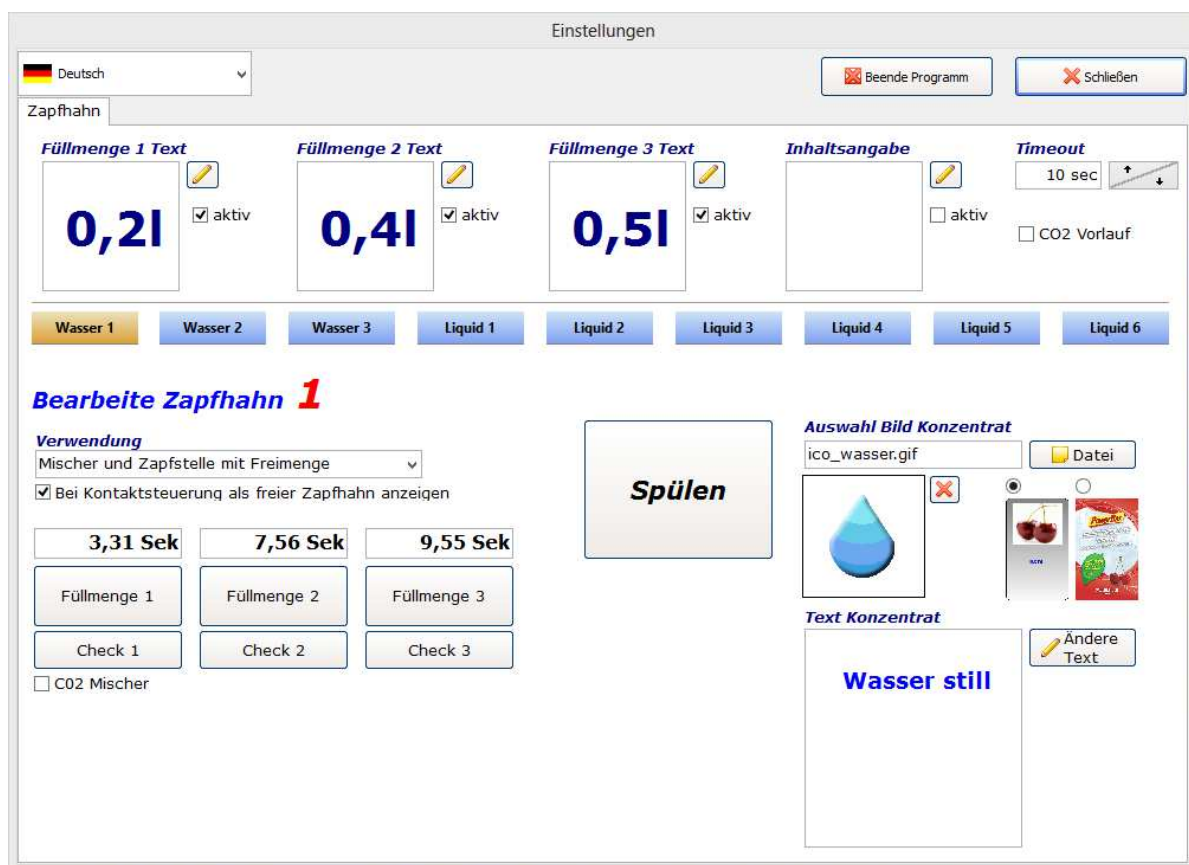 Einstellungen
Deutsch
Beende Programm
Schließen
Zapfhahn
Füllmenge 1 Text
Füllmenge 2 Text
Füllmenge 3 Text
Inhaltsangabe
Timeout
10 sec
0,2l
aktiv
0,4l
aktiv
0,5l
aktiv
aktiv
CO2 Vorlauf
Wasser 1
Wasser 2
Wasser 3
Liquid 1
Liquid 2
Liquid 3
Liquid 4
Liquid 5
Liquid 6
Bearbeite Zapfhahn 1
Verwendung
Mischer und Zapfstelle mit Freimenge
Bei Kontaktsteuerung als freier Zapfhahn anzeigen
3,31 Sek
7,56 Sek
9,55 Sek
Füllmenge 1
Füllmenge 2
Füllmenge 3
Check 1
Check 2
Check 3
C02 Mischer
Spülen
Auswahl Bild Konzentrat
ico_wasser.gif
Datei
PowerBar
Text Konzentrat
Wasser still
Ändere
Text